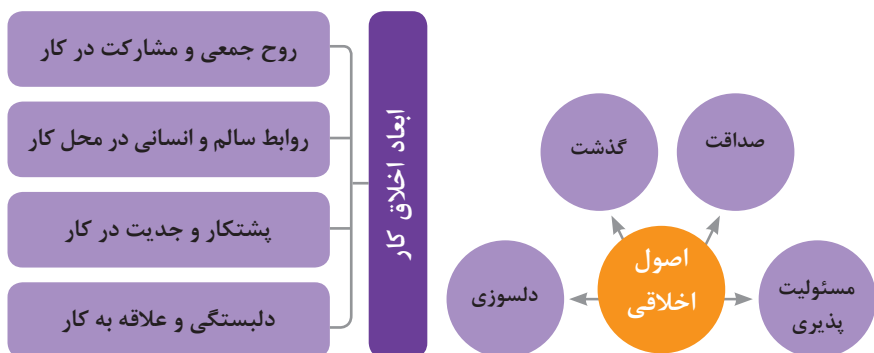 صداقت
گذشت
اصول
اخلاقی
مسئولیت
پذیری
دلسوزی
ابعاد اخلاق کار
روح جمعی و مشارکت در کار
روابط سالم و انسانی در محل کار
پشتکار و جدیت در کار
دلبستگی و علاقه به کار